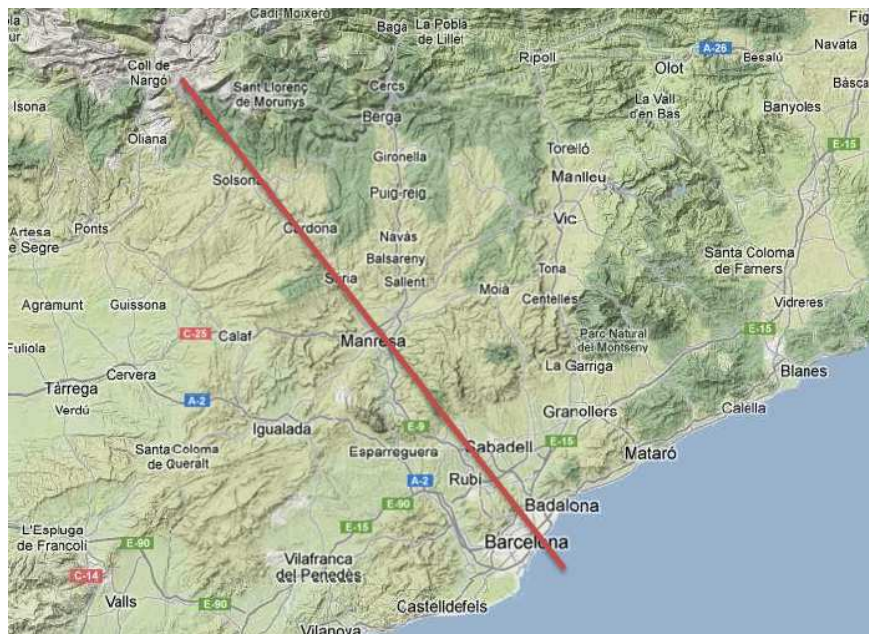 Cadí-Moixeró
Bagà
La Pobla
de Lillet
Ripoll
A-26
Olot
Besalú
Navata
Fig
Coll de
Nargó
Isona
Sant Llorenç
de Morunys
Cercs
Berga
La Vall
d'en Bas
Banyoles
Bàsca
Oliana
Gironella
Torelló
Manlleu
E-15
Solsona
Puig-reig
Vic
Artesa
de Segre
Ponts
Cardona
Navàs
Balsareny
Sallent
Súria
Tona
Santa Coloma
de Farners
Agramunt
Guissona
Moià
Centelles
Vidreres
C-25
Calaf
Manresa
Parc Natural
del Montseny
E-15
Fuliola
La Garriga
Blanes
Tàrrega
Cervera
Verdú
A-2
Granollers
Calella
Igualada
E-9
Sabadell
E-15
Mataró
Santa Coloma
de Queralt
Esparreguera
A-2
Rubí
Badalona
E-90
L'Espluga
de Francolí
E-90
E-15
Barcelona
Vilafranca
del Penedès
C-14
Valls
E-90
Castelldefels
Vilanova